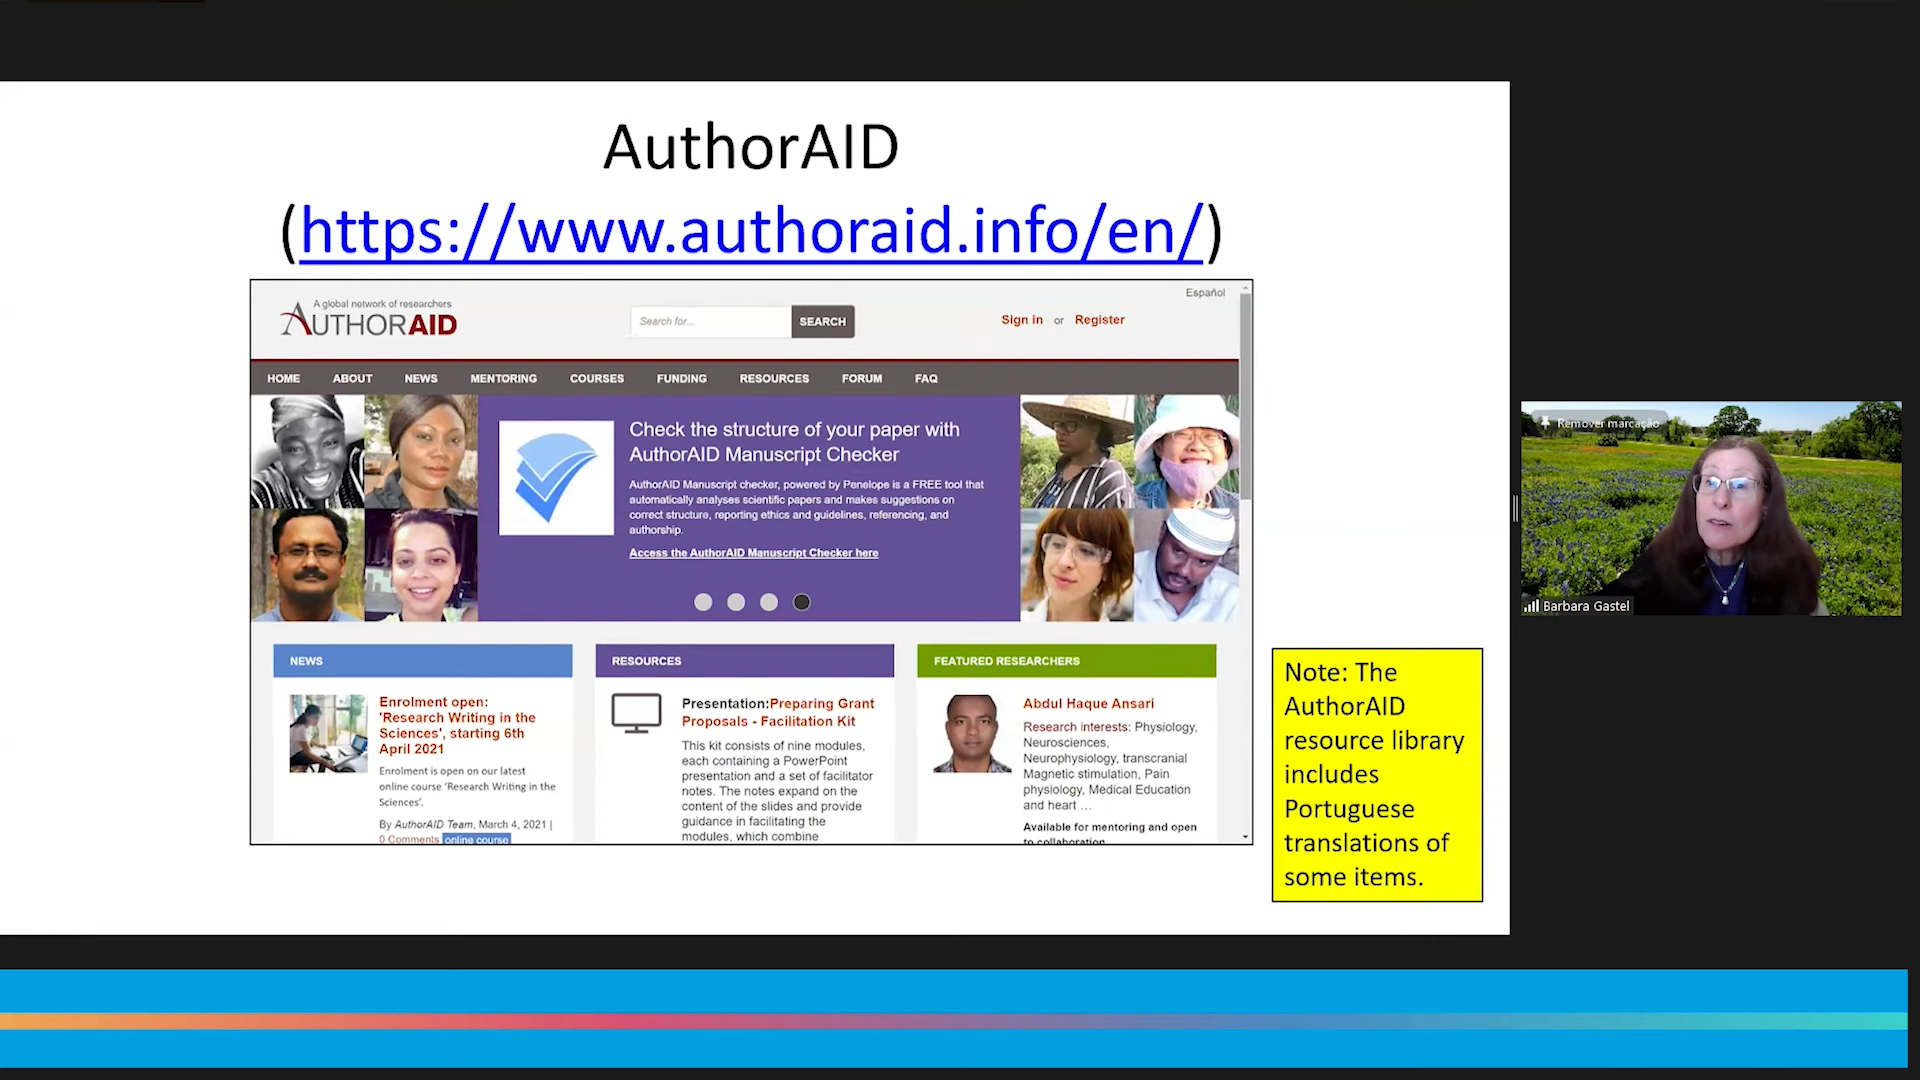 AuthorAID
(https://www.authoraid.info/en/)
A global network of researchers
AUTHORAID
Search for...
SEARCH
Sign in or Register
Español
HOME ABOUT NEWS MENTORING COURSES FUNDING RESOURCES FORUM FAQ
Check the structure of your paper with
AuthorAID Manuscript Checker
AuthorAID Manuscript checker, powered by Penelope is a FREE tool that
automatically analyses scientific papers and makes suggestions on
correct structure, reporting ethics and guidelines, referencing, and
authorship.
Access the AuthorAID Manuscript Checker here
NEWS
Enrolment open:
'Research Writing in the
Sciences', starting 6th
April 2021
Enrolment is open on our latest
online course 'Research Writing in the
Sciences'.
By AuthorAID Team, March 4, 2021 |
0 Comments online course
RESOURCES
Presentation:Preparing Grant
Proposals - Facilitation Kit
This kit consists of nine modules,
each containing a PowerPoint
presentation and a set of facilitator
notes. The notes expand on the
content of the slides and provide
guidance in facilitating the
modules, which combine
FEATURED RESEARCHERS
Abdul Haque Ansari
Research interests: Physiology,
Neurosciences,
Neurophysiology, transcranial
Magnetic stimulation, Pain
physiology, Medical Education
and heart ...
Available for mentoring and open
to collaboration
Note: The
AuthorAID
resource library
includes
Portuguese
translations of
some items.
Remover marcação
Barbara Gastel